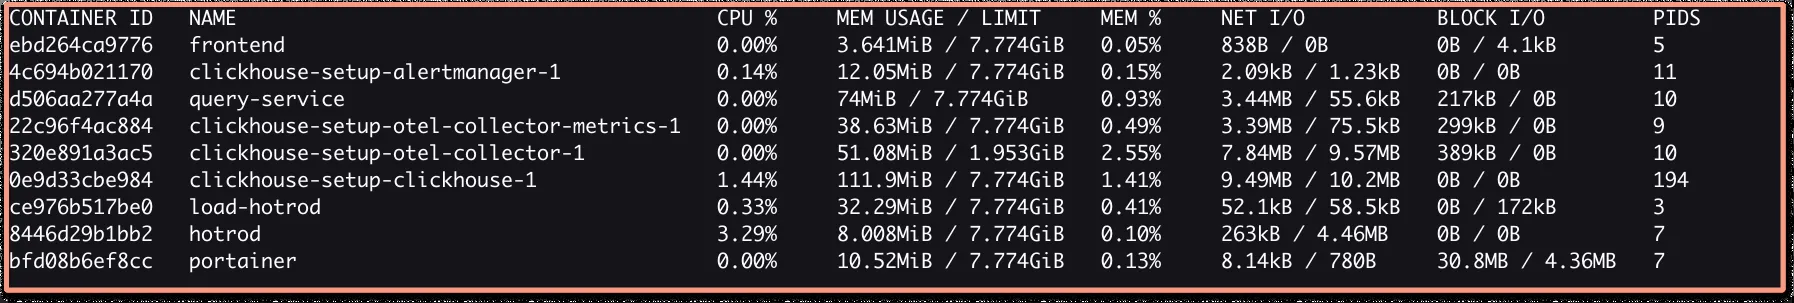 CONTAINER ID   NAME                                      CPU %     MEM USAGE / LIMIT    MEM %     NET I/O           BLOCK I/O         PIDS
ebd264ca9776   frontend                                  0.00%     3.641MiB / 7.774GiB  0.05%     838B / 0B         0B / 4.1kB        5
4c694b021170   clickhouse-setup-alertmanager-1           0.14%     12.05MiB / 7.774GiB  0.15%     2.09kB / 1.23kB   0B / 0B           11
d506aa277a4a   query-service                             0.00%     74MiB / 7.774GiB     0.93%     3.44MB / 55.6kB   217kB / 0B        10
22c96f4ac884   clickhouse-setup-otel-collector-metrics-1 0.00%     38.63MiB / 7.774GiB  0.49%     3.39MB / 75.5kB   299kB / 0B        9
320e891a3ac5   clickhouse-setup-otel-collector-1         0.00%     51.08MiB / 1.953GiB  2.55%     7.84MB / 9.57MB   389kB / 0B        10
0e9d33cbe984   clickhouse-setup-clickhouse-1             1.44%     111.9MiB / 7.774GiB  1.41%     9.49MB / 10.2MB   0B / 0B           194
ce976b517be0   load-hotrod                               0.33%     32.29MiB / 7.774GiB  0.41%     52.1kB / 58.5kB   0B / 172kB        3
8446d29b1bb2   hotrod                                    3.29%     8.008MiB / 7.774GiB  0.10%     263kB / 4.46MB    0B / 0B           7
bfd08b6ef8cc   portainer                                 0.00%     10.52MiB / 7.774GiB  0.13%     8.14kB / 780B     30.8MB / 4.36MB   7